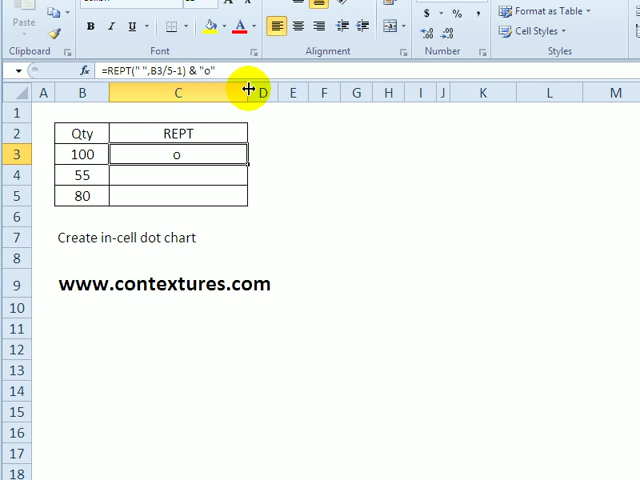 Paste
B I U A
$ % ,
Format as Table
Cell Styles
Clipboard Font Alignment Number Styles
fx =REPT(" ",B3/5-1) & "o"
A B C D E F G H I J K L M
1
2 Qty REPT
3 100 o
4 55
5 80
6
7 Create in-cell dot chart
8
9 www.contextures.com
10
11
12
13
14
15
16
17
18